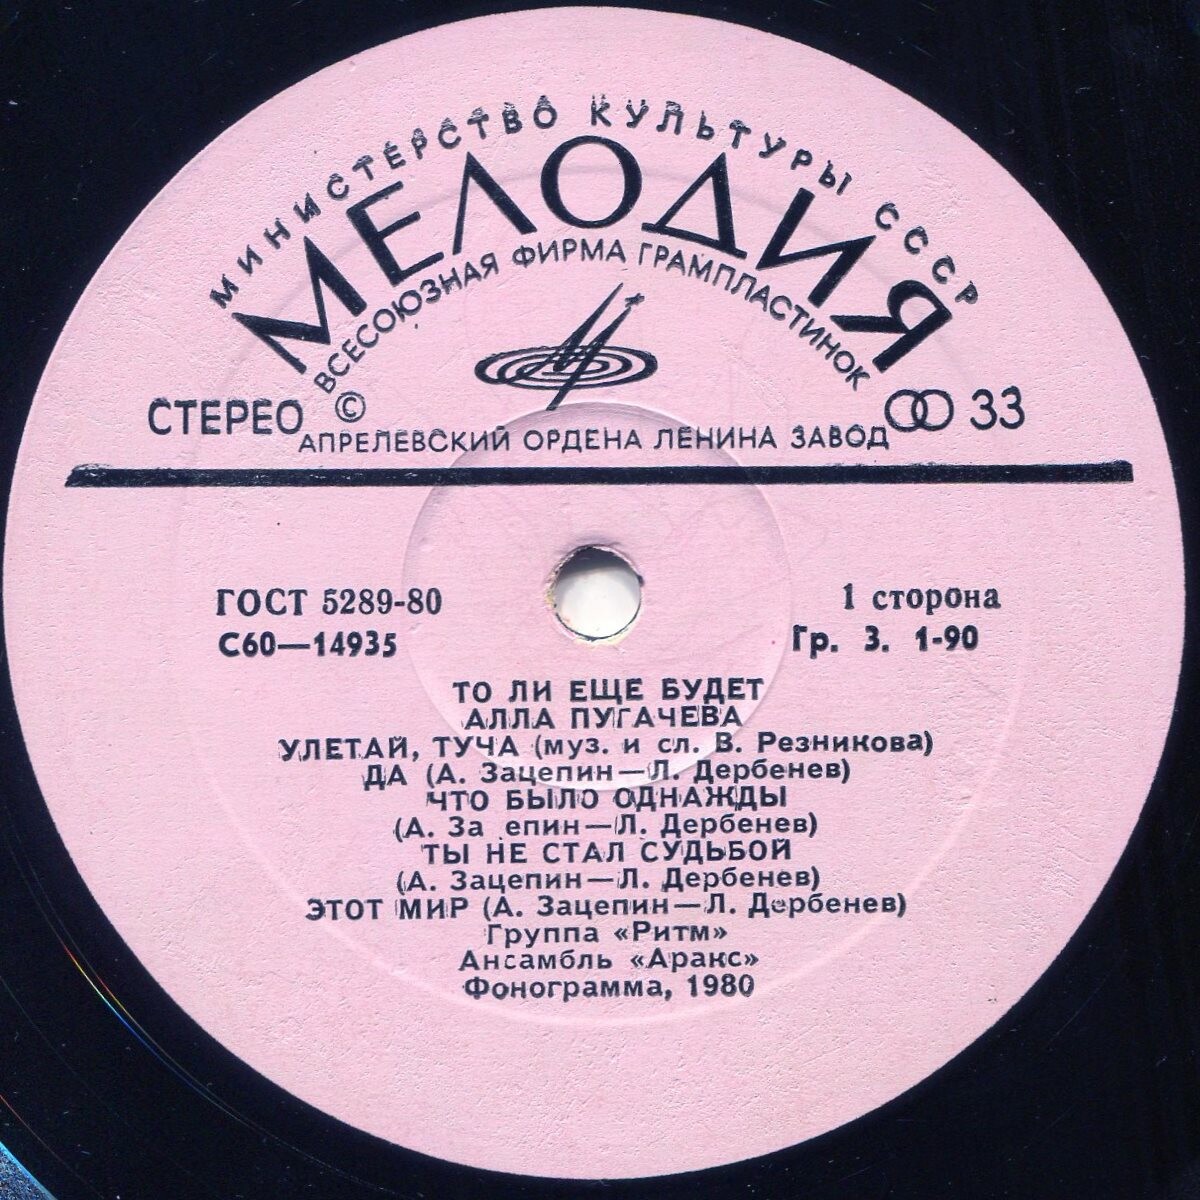 МИНИСТЕРСТВО КУЛЬТУРЫ СССР
МЕЛОДИЯ
ВСЕСОЮЗНАЯ ФИРМА ГРАМПЛАСТИНОК
СТЕРЕО © 33
АПРЕЛЕВСКИЙ ОРДЕНА ЛЕНИНА ЗАВОД
ГОСТ 5289-80 1 сторона
С60—14935 Гр. 3. 1-90
ТО ЛИ ЕЩЕ БУДЕТ
АЛЛА ПУГАЧЕВА
УЛЕТАЙ, ТУЧА (муз. и сл. В. Резникова)
ДА (А. Зацепин—Л. Дербенев)
ЧТО БЫЛО ОДНАЖДЫ
(А. За епин—Л. Дербенев)
ТЫ НЕ СТАЛ СУДЬБОЙ
(А. Зацепин—Л. Дербенев)
ЭТОТ МИР (А. Зацепин—Л. Дербенев)
Группа «Ритм»
Ансамбль «Аракс»
Фонограмма, 1980